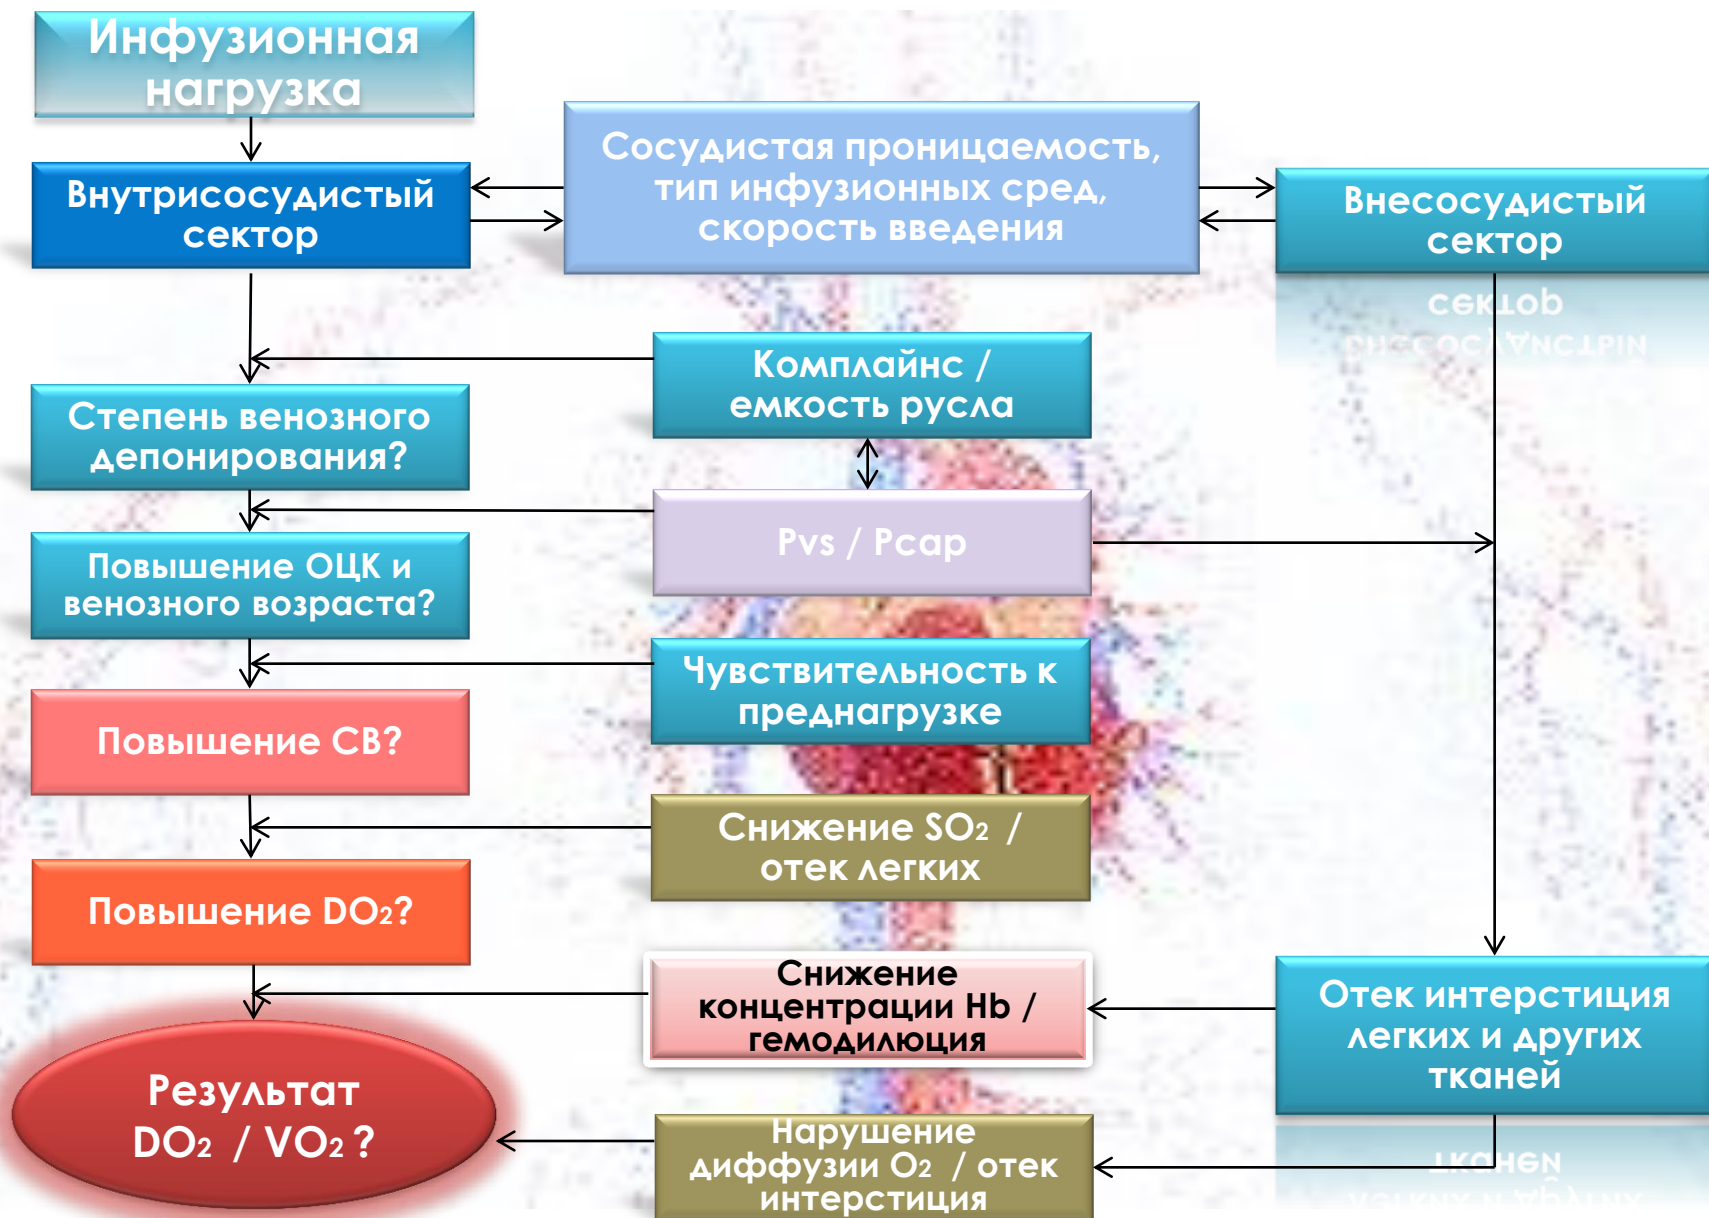 Инфузионная
нагрузка
Сосудистая проницаемость,
тип инфузионных сред,
скорость введения
Внутрисосудистый
сектор
Внесосудистый
сектор
Комплайнс /
емкость русла
Степень венозного
депонирования?
Pvs / Pcap
Повышение ОЦК и
венозного возраста?
Чувствительность к
преднагрузке
Повышение СВ?
Снижение SO2 /
отек легких
Повышение DO2?
Снижение
концентрации Hb /
гемодилюция
Отек интерстиция
легких и других
тканей
Результат
DO2 / VO2 ?
Нарушение
диффузии O2 / отек
интерстиция